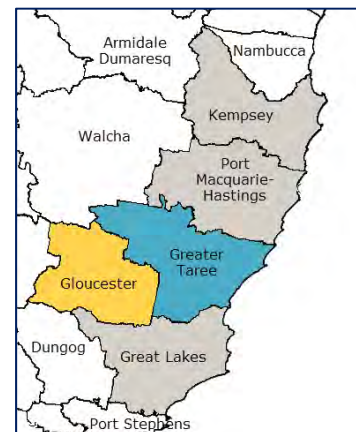 Armidale
Dumaresq
Nambucca
Kempsey
Walcha
Port
Macquarie-
Hastings
Greater
Taree
Gloucester
Dungog
Great Lakes
Port Stephens